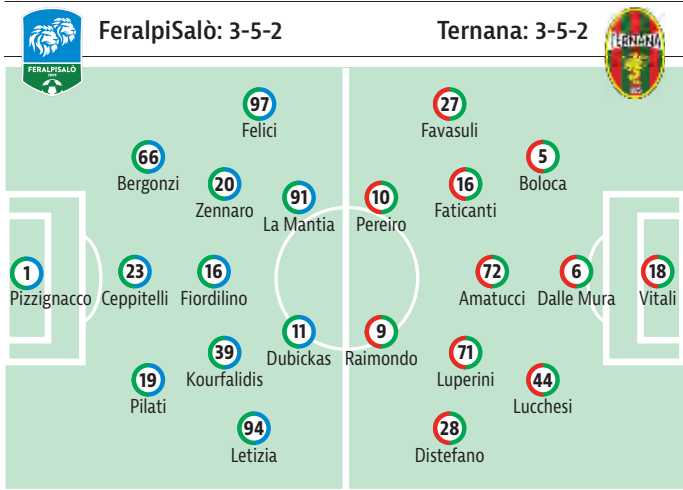 FeralpiSalò: 3-5-2
Ternana: 3-5-2
FERALPISALÒ
2009
TERNANA
97
Felici
66
Bergonzi
20
Zennaro
91
La Mantia
1
Pizzignacco
23
Ceppitelli
16
Fiordilino
11
Dubickas
39
Kourfalidis
19
Pilati
94
Letizia
27
Favasuli
5
Boloca
16
Faticanti
10
Pereiro
72
Amatucci
6
Dalle Mura
18
Vitali
9
Raimondo
71
Luperini
44
Lucchesi
28
Distefano